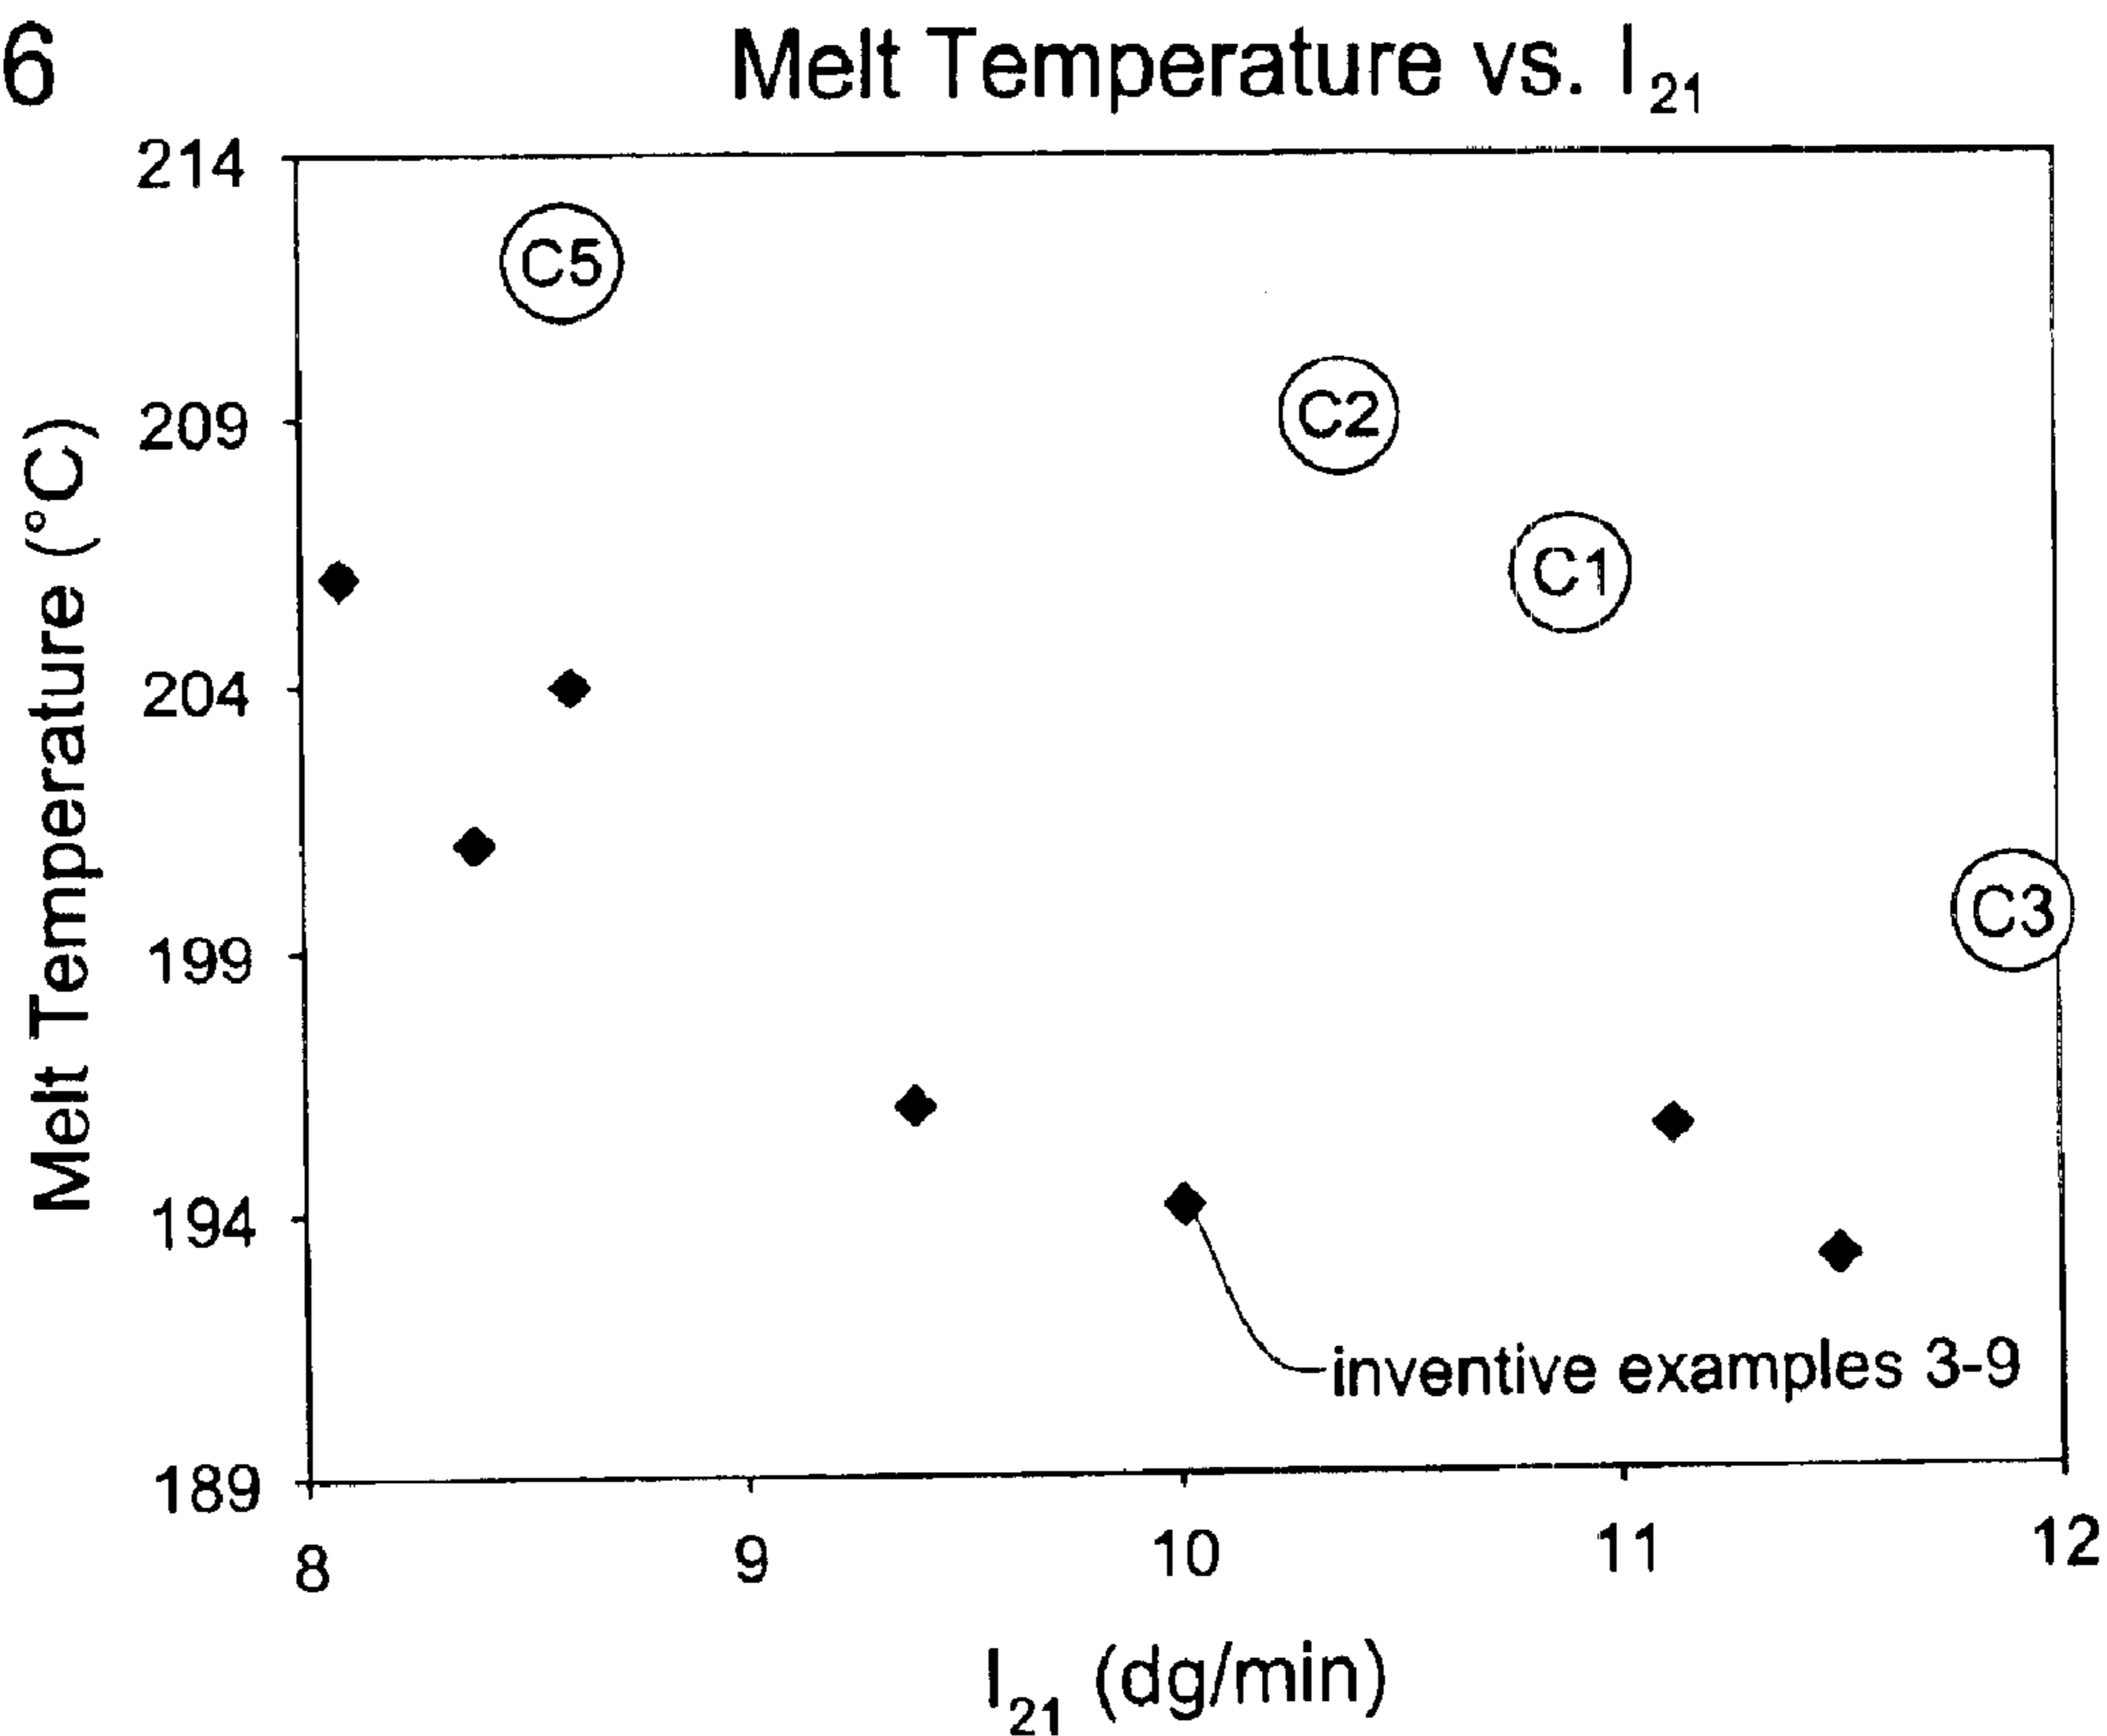 6
Melt Temperature vs. I₂₁
214
209
204
199
194
189
Melt Temperature (°C)
C5
C2
C1
C3
inventive examples 3-9
8
9
10
11
12
I₂₁ (dg/min)